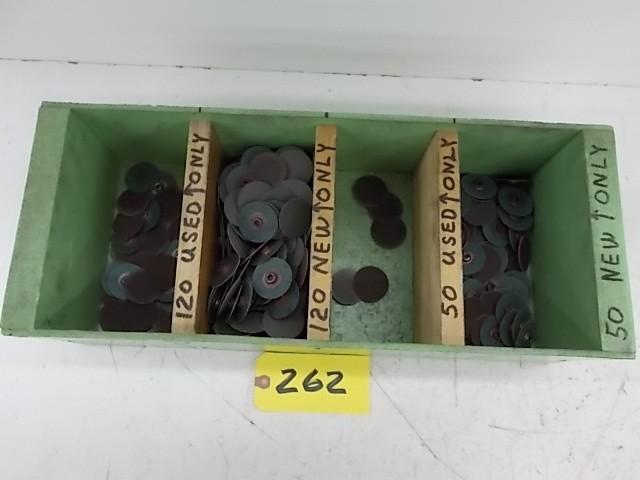 120 USED ↑ ONLY
120 NEW ↑ ONLY
50 USED ↑ ONLY
50 NEW ↑ ONLY
262